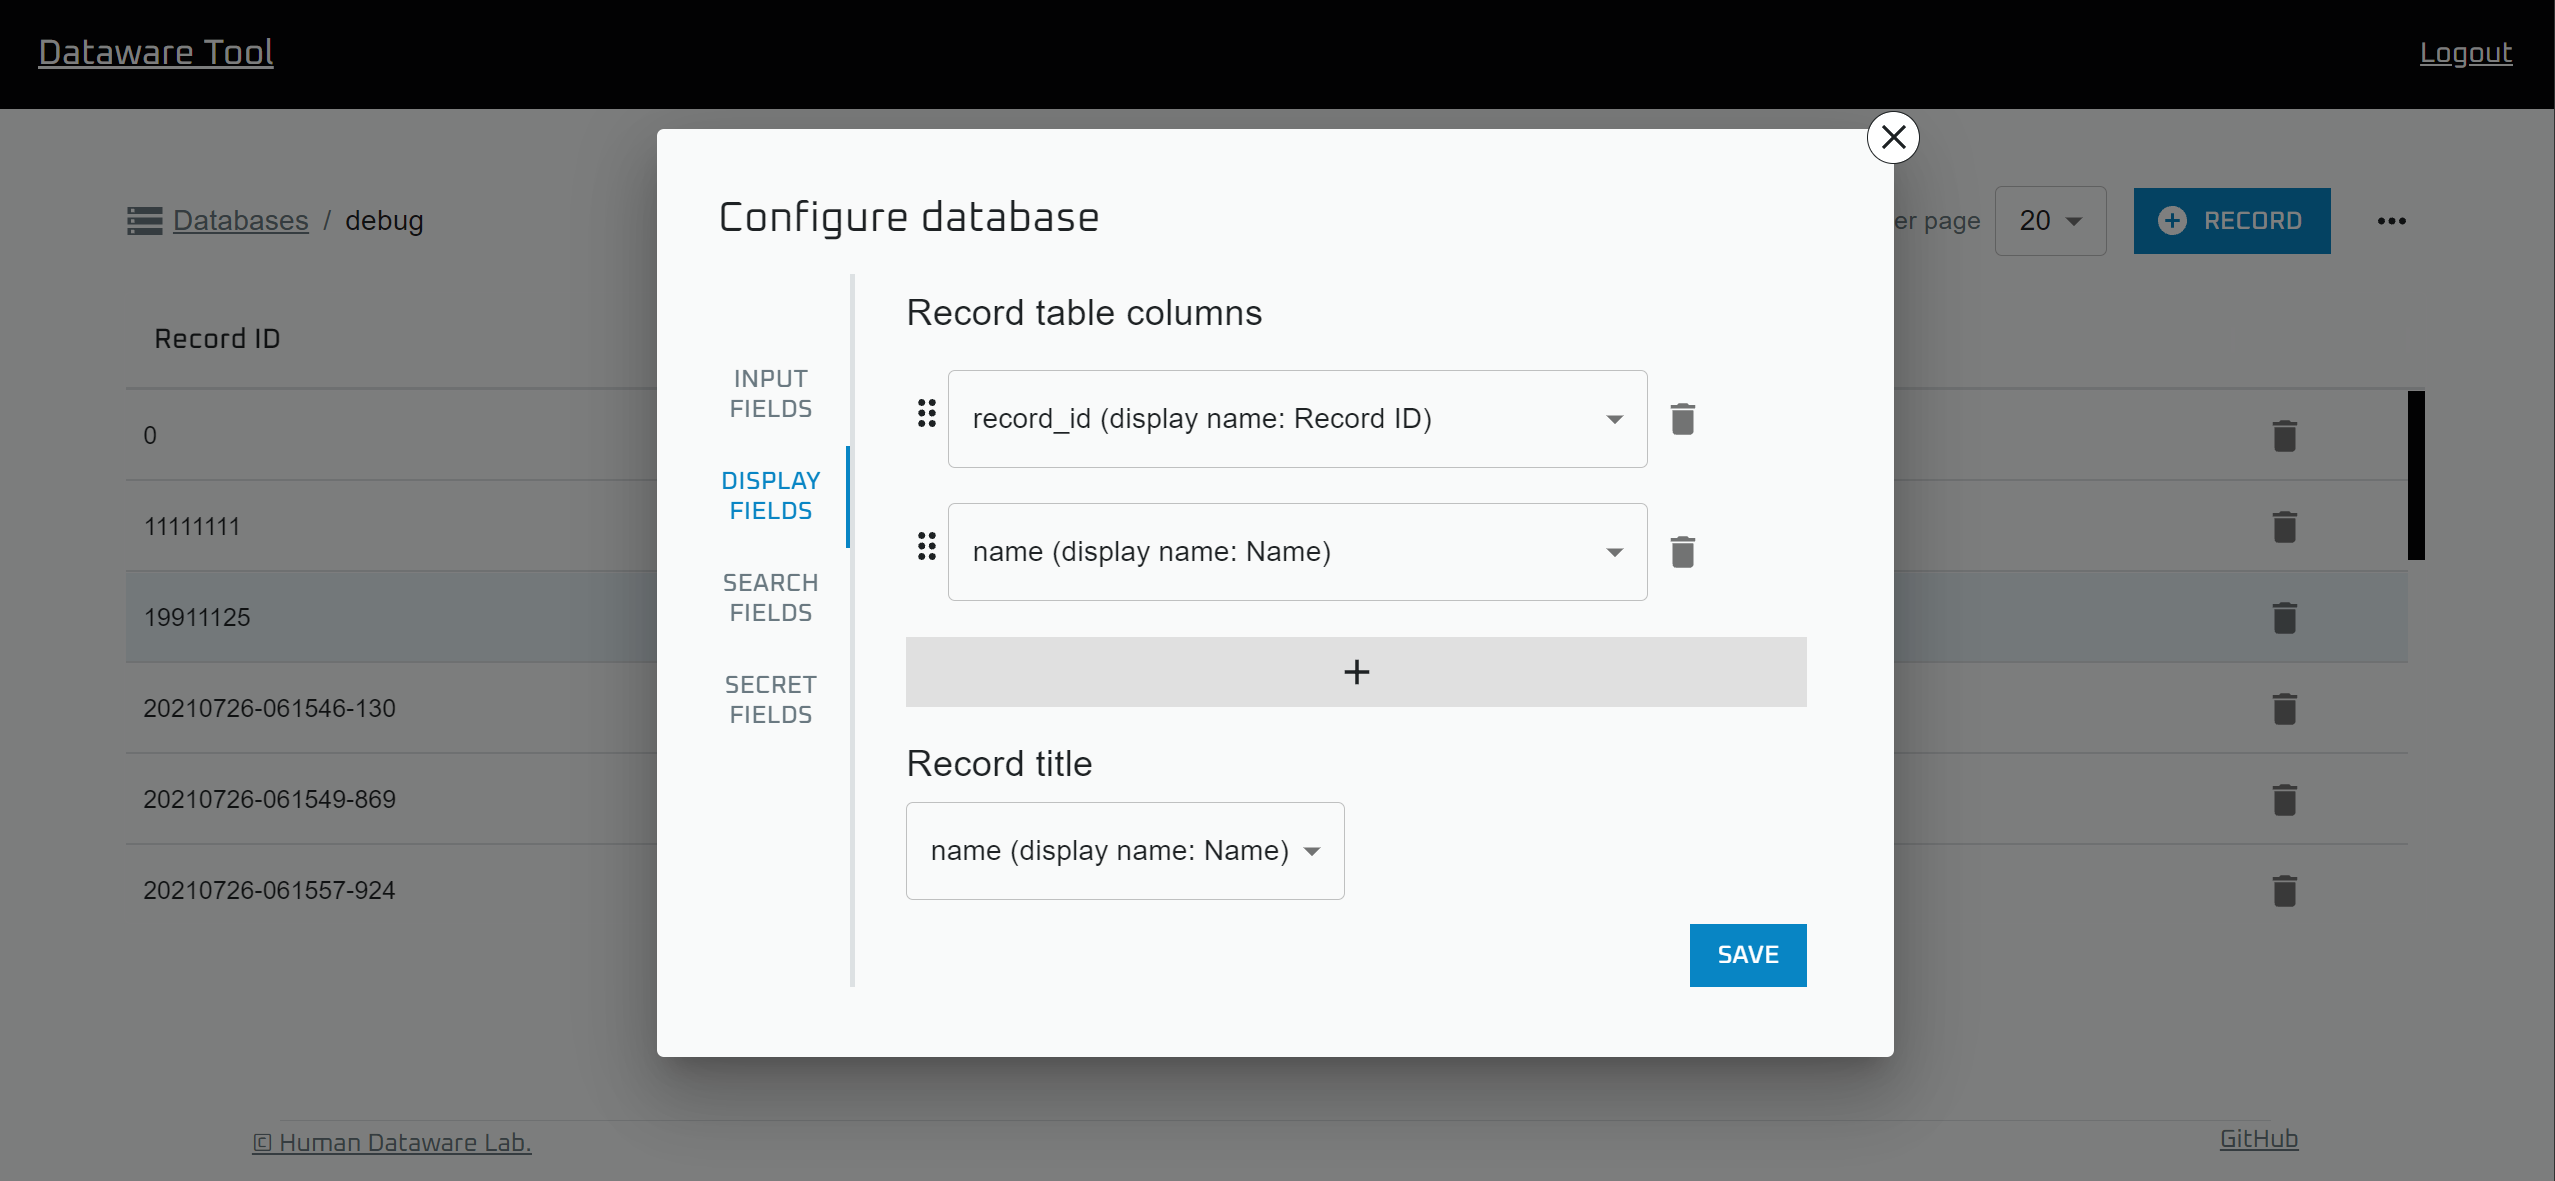 Dataware Tool
Logout
Databases / debug
er page
20
RECORD
Record ID
0
11111111
19911125
20210726-061546-130
20210726-061549-869
20210726-061557-924
Configure database
INPUT
FIELDS
DISPLAY
FIELDS
SEARCH
FIELDS
SECRET
FIELDS
Record table columns
record_id (display name: Record ID)
name (display name: Name)
+
Record title
name (display name: Name)
SAVE
© Human Dataware Lab.
GitHub